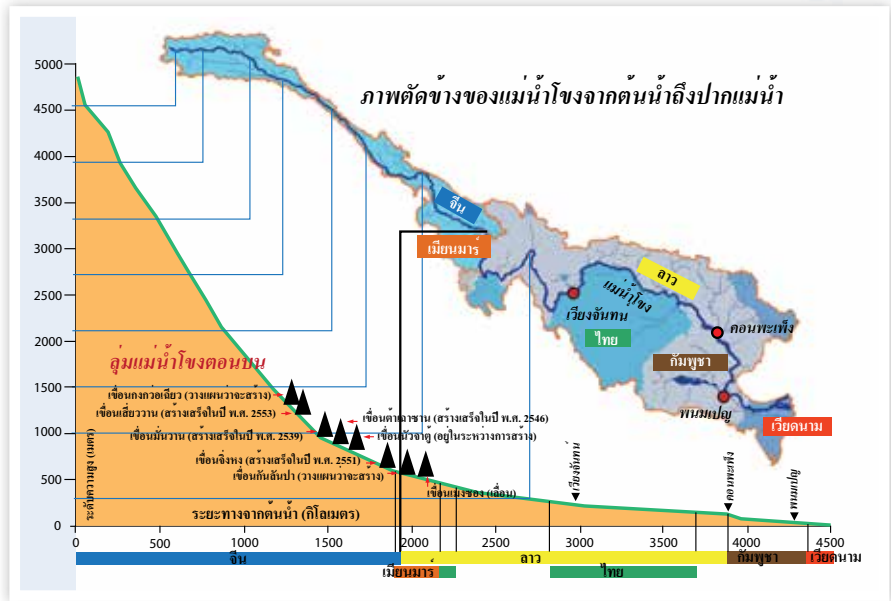 ภาพตัดข้างของแม่น้ำโขงจากต้นน้ำถึงปากแม่น้ำ
5000
4500
4000
3500
3000
2500
2000
1500
1000
500
0
ระดับความสูง (เมตร)
จีน
เมียนมาร์
ลาว
แม่น้ำโขง
เวียงจันทน
ไทย
คอนพะเพ็ง
กัมพูชา
พนมเปญ
เวียดนาม
ลุ่มแม่น้ำโขงตอนบน
เขื่อนกงกว่อเฉียว (วางแผนว่าจะสร้าง)
เขื่อนเสี่ยววาน (สร้างเสร็จในปี พ.ศ. 2553)
เขื่อนต้าเฉาซาน (สร้างเสร็จในปี พ.ศ. 2546)
เขื่อนมั่นวาน (สร้างเสร็จในปี พ.ศ. 2539)
เขื่อนนัวจาตู้ (อยู่ในระหว่างการสร้าง)
เขื่อนจิ่งหง (สร้างเสร็จในปี พ.ศ. 2551)
เขื่อนกันลันปา (วางแผนว่าจะสร้าง)
เขื่อนเมงซอง (เลื่อน)
เวียงจันทน์
คอนพะเพ็ง
พนมเปญ
ระยะทางจากต้นน้ำ (กิโลเมตร)
0 500 1000 1500 2000 2500 3000 3500 4000 4500
จีน
เมียนมาร์
ลาว
ไทย
กัมพูชา
เวียดนาม